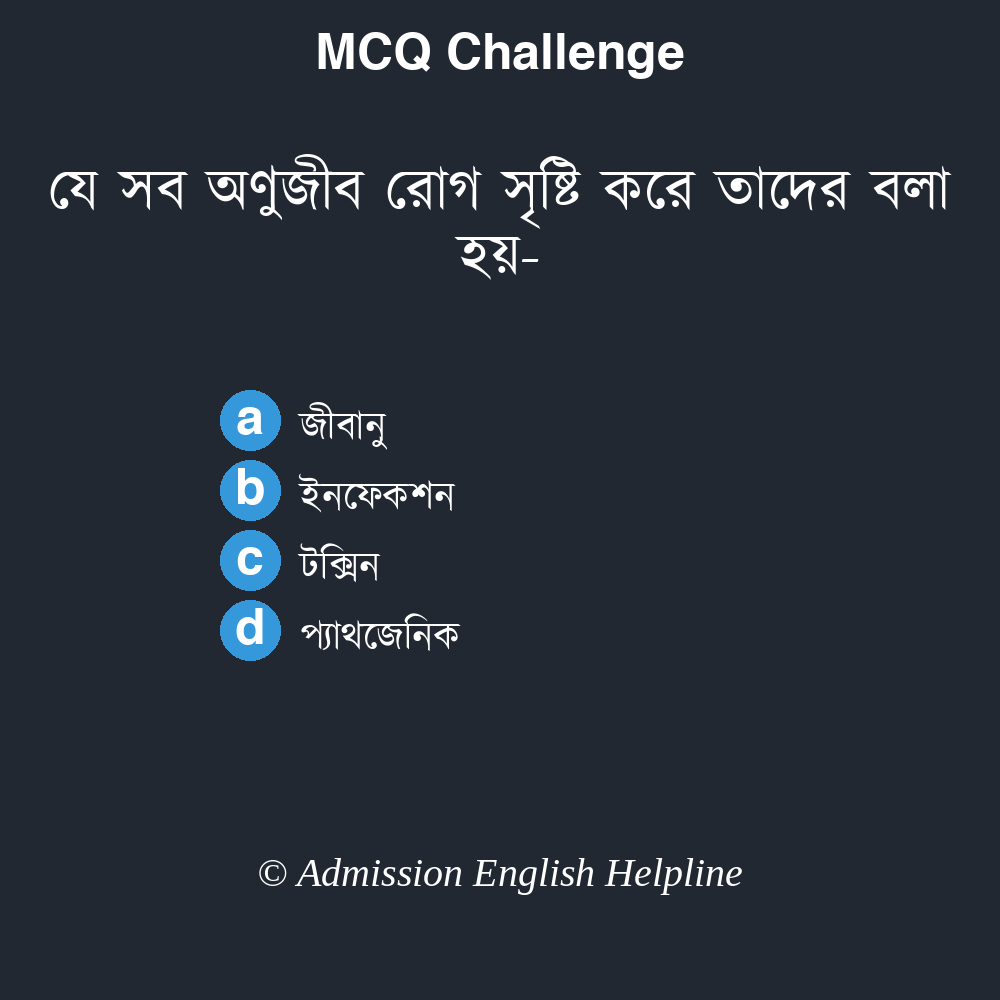 MCQ Challenge
যে সব অণুজীব রোগ সৃষ্টি করে তাদের বলা
হয়-
a জীবানু
b ইনফেকশন
c টক্সিন
d প্যাথজেনিক
© Admission English Helpline